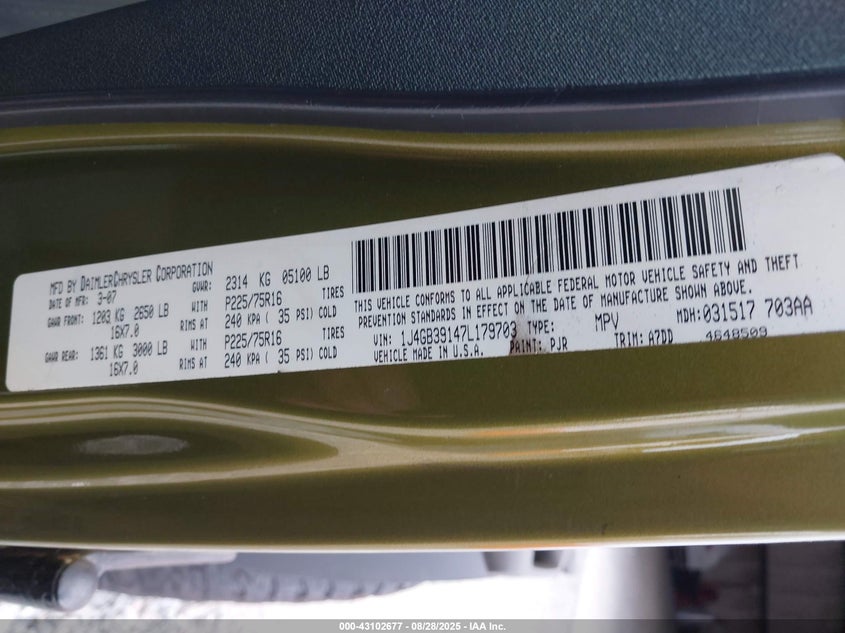 MFD BY DAIMLERCHRYSLER CORPORATION
DATE OF MFR: 3-07 GVWR: 2314 KG 05100 LB
GAWR FRONT: 1203 KG 2650 LB WITH P225/75R16 TIRES
16X7.0 RIMS AT 240 KPA ( 35 PSI) COLD
GAWR REAR: 1361 KG 3000 LB WITH P225/75R16 TIRES
16X7.0 RIMS AT 240 KPA ( 35 PSI) COLD
THIS VEHICLE CONFORMS TO ALL APPLICABLE FEDERAL MOTOR VEHICLE SAFETY AND THEFT
PREVENTION STANDARDS IN EFFECT ON THE DATE OF MANUFACTURE SHOWN ABOVE.
VIN: 1J4GB39147L179703 TYPE: MPV MDH: 031517 703AA
VEHICLE MADE IN U.S.A. PAINT: PJR TRIM: A7DD 4648509
000-43102677 - 08/28/2025 - IAA Inc.